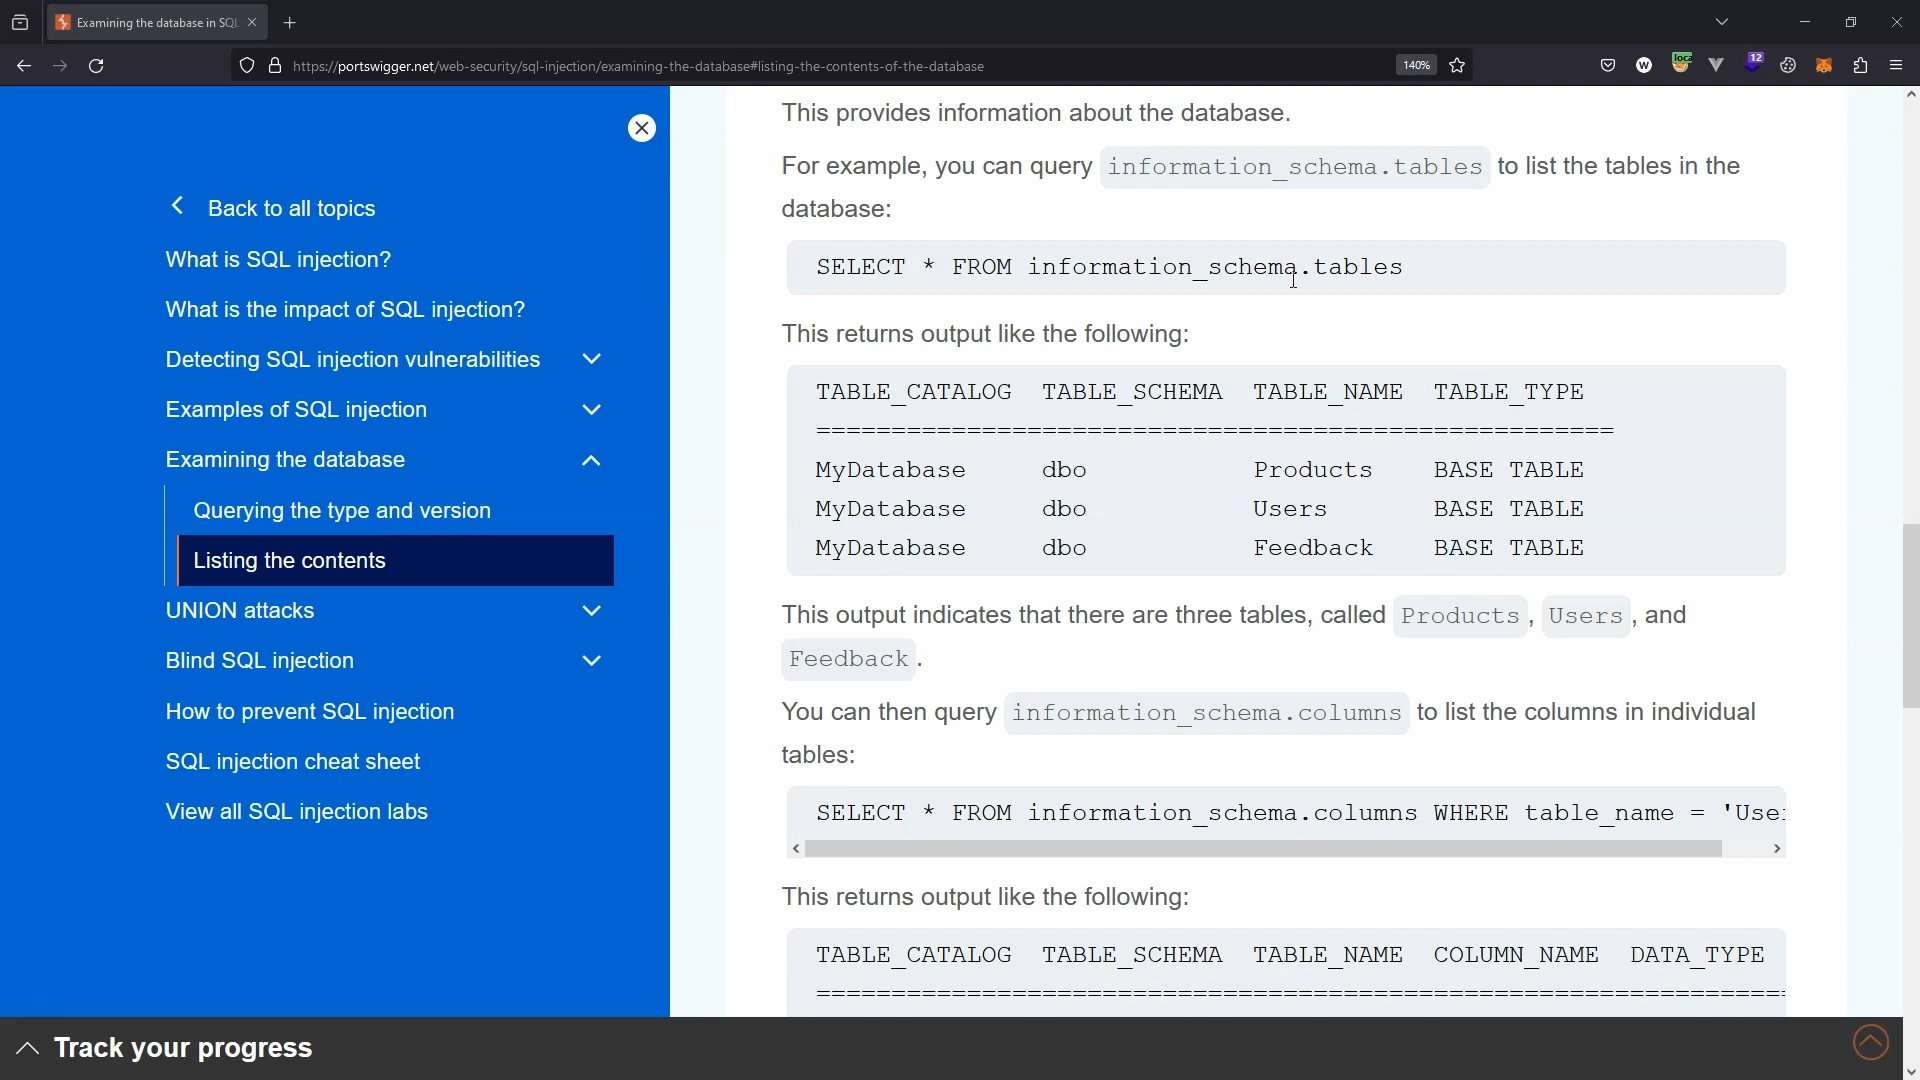 Examining the database in SQL
https://portswigger.net/web-security/sql-injection/examining-the-database#listing-the-contents-of-the-database
140%
W
loca
12
Back to all topics
What is SQL injection?
What is the impact of SQL injection?
Detecting SQL injection vulnerabilities
Examples of SQL injection
Examining the database
Querying the type and version
Listing the contents
UNION attacks
Blind SQL injection
How to prevent SQL injection
SQL injection cheat sheet
View all SQL injection labs
This provides information about the database.
For example, you can query information_schema.tables to list the tables in the
database:
SELECT * FROM information_schema.tables
This returns output like the following:
TABLE_CATALOG TABLE_SCHEMA TABLE_NAME TABLE_TYPE
=====================================================
MyDatabase dbo Products BASE TABLE
MyDatabase dbo Users BASE TABLE
MyDatabase dbo Feedback BASE TABLE
This output indicates that there are three tables, called Products, Users, and
Feedback.
You can then query information_schema.columns to list the columns in individual
tables:
SELECT * FROM information_schema.columns WHERE table_name = 'User
This returns output like the following:
TABLE_CATALOG TABLE_SCHEMA TABLE_NAME COLUMN_NAME DATA_TYPE
=================================================================
Track your progress